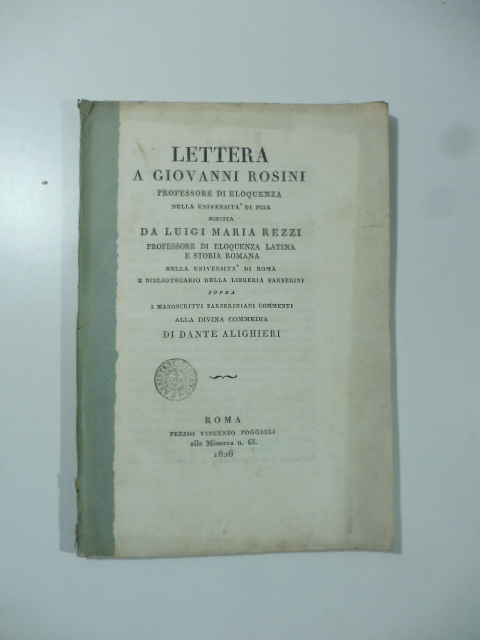 LETTERA
A GIOVANNI ROSINI
PROFESSORE DI ELOQUENZA
NELLA UNIVERSITA' DI PISA
SCRITTA
DA LUIGI MARIA REZZI
PROFESSORE DI ELOQUENZA LATINA
E STORIA ROMANA
NELLA UNIVERSITA' DI ROMA
E BIBLIOTECARIO DELLA LIBRERIA BARBERINI
SOPRA
I MANOSCRITTI BARBERINIANI COMMENTI
ALLA DIVINA COMMEDIA
DI DANTE ALIGHIERI
ROMA
PRESSO VINCENZO POGGIOLI
alla Minerva n. 63.
1826